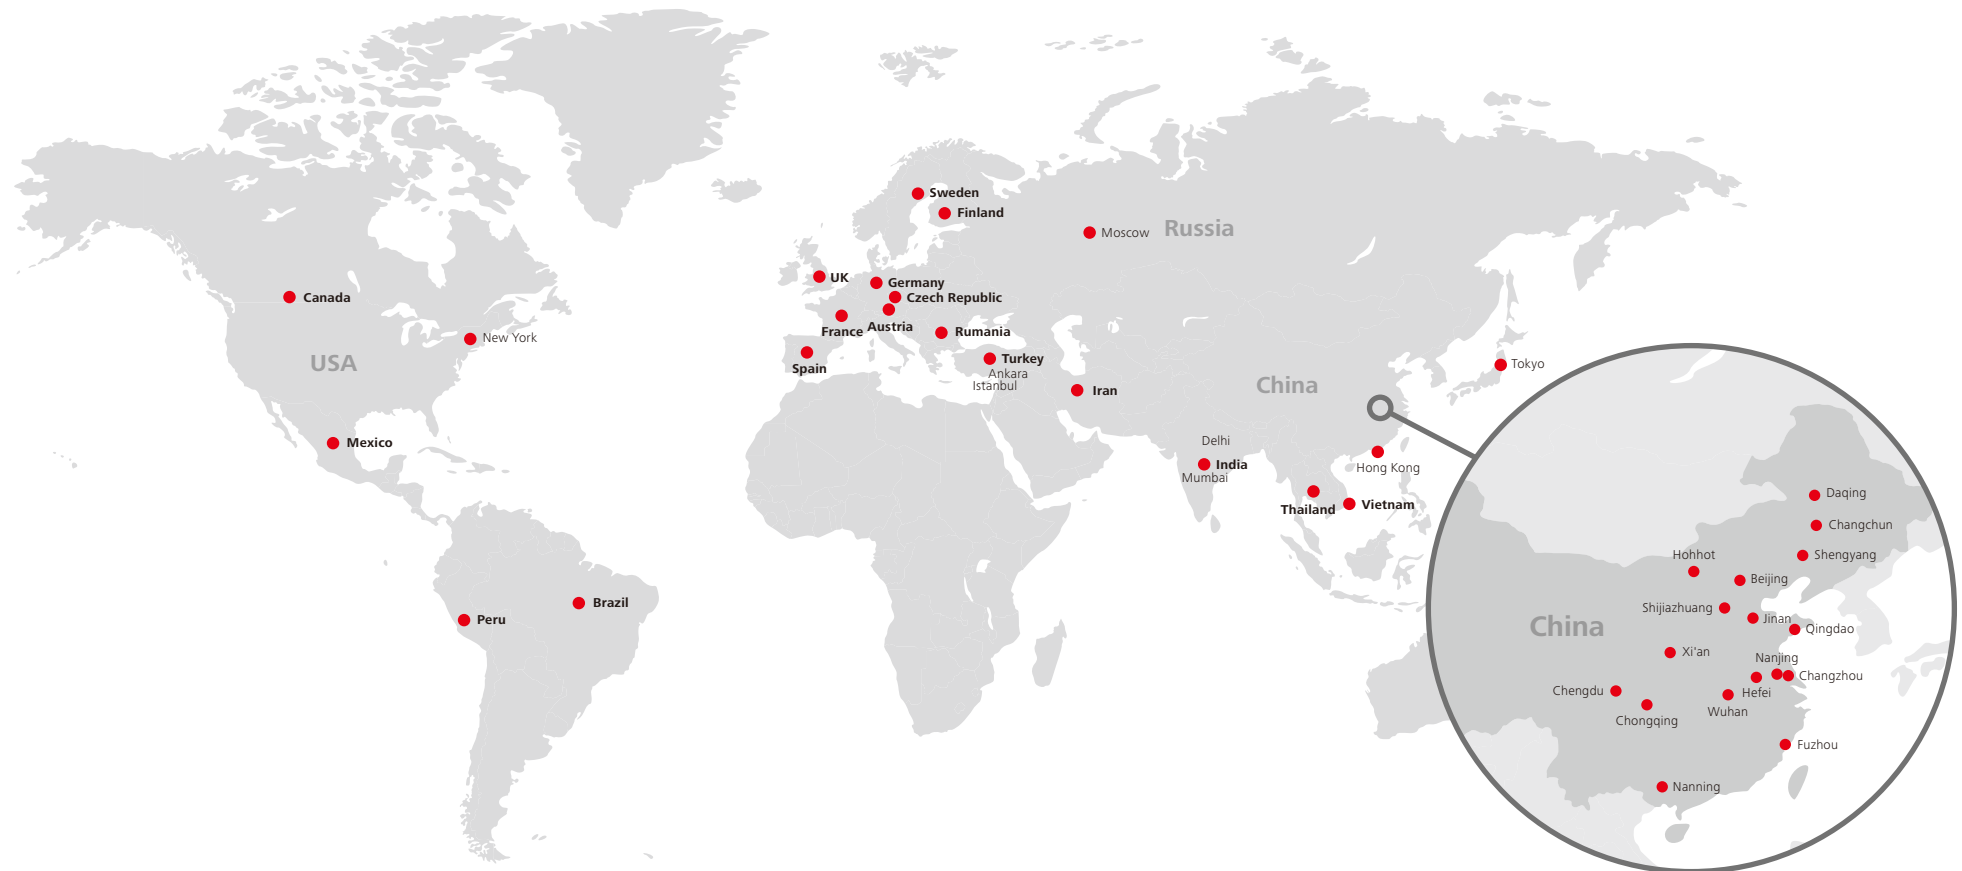 Sweden
Finland
Moscow
Russia
UK
Germany
Czech Republic
Canada
France
Austria
Rumania
New York
USA
Spain
Turkey
Ankara
Istanbul
Iran
China
Tokyo
Mexico
Delhi
India
Mumbai
Hong Kong
Thailand
Vietnam
Brazil
Peru
Daqing
Changchun
Hohhot
Shengyang
Beijing
Shijiazhuang
Jinan
China
Qingdao
Xi'an
Nanjing
Changzhou
Chengdu
Hefei
Wuhan
Chongqing
Fuzhou
Nanning